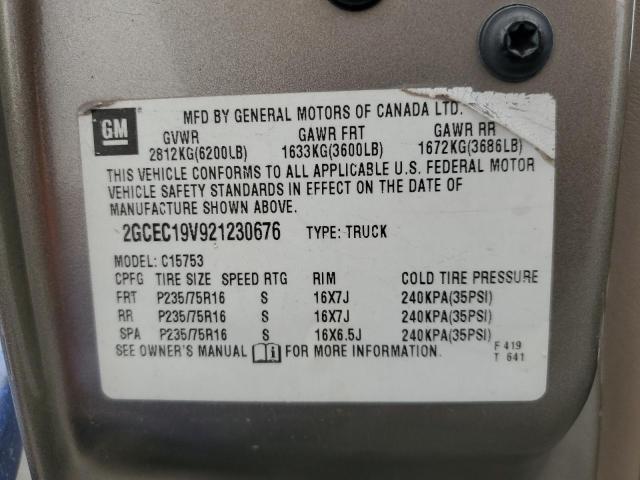 MFD BY GENERAL MOTORS OF CANADA LTD.
GM
GVWR GAWR FRT GAWR RR
2812KG(6200LB) 1633KG(3600LB) 1672KG(3686LB)
THIS VEHICLE CONFORMS TO ALL APPLICABLE U.S. FEDERAL MOTOR
VEHICLE SAFETY STANDARDS IN EFFECT ON THE DATE OF
MANUFACTURE SHOWN ABOVE.
2GCEC19V921230676 TYPE: TRUCK
MODEL: C15753
CPFG TIRE SIZE SPEED RTG RIM COLD TIRE PRESSURE
FRT P235/75R16 S 16X7J 240KPA(35PSI)
RR P235/75R16 S 16X7J 240KPA(35PSI)
SPA P235/75R16 S 16X6.5J 240KPA(35PSI)
SEE OWNER'S MANUAL FOR MORE INFORMATION.
F 419
T 641